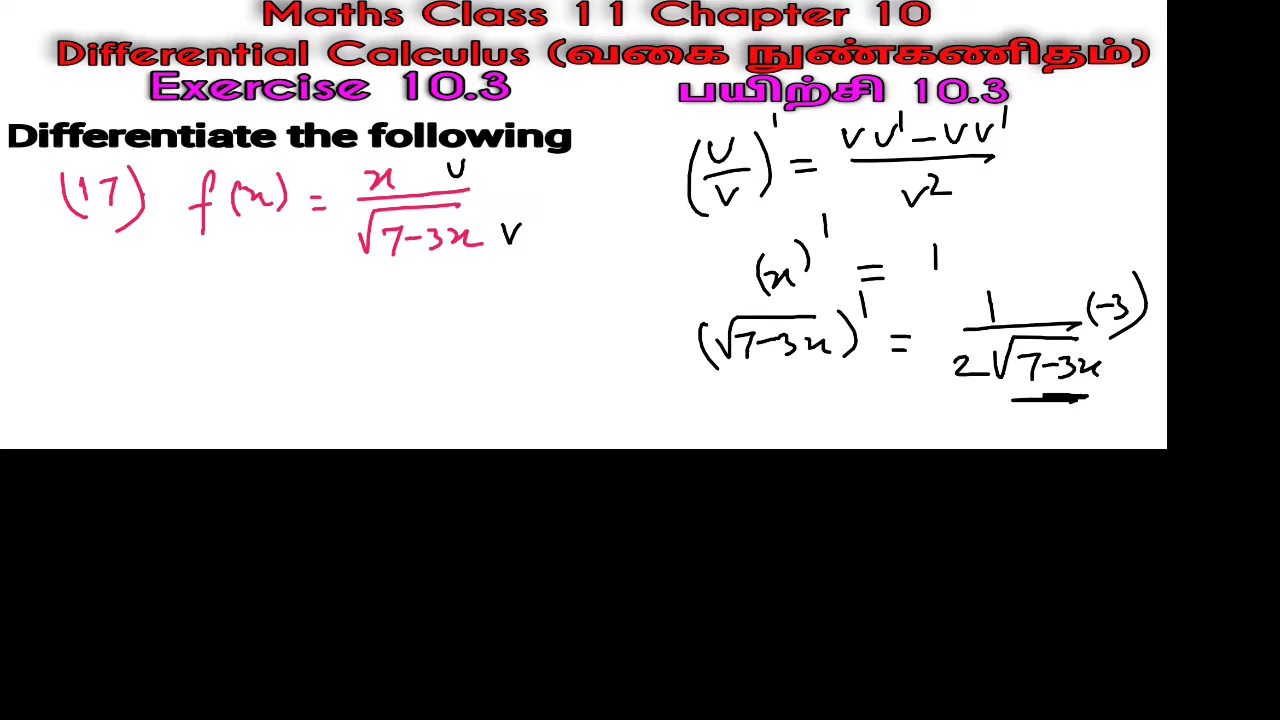 Maths Class 11 Chapter 10
Differential Calculus (வகை நுண்கணிதம்)
Exercise 10.3 பயிற்சி 10.3
Differentiate the following
(17) f(x) = x / √(7-3x) u v
(u/v)' = (vu' - uv') / v²
(x)' = 1
(√(7-3x))' = 1 / (2√(7-3x)) (-3)